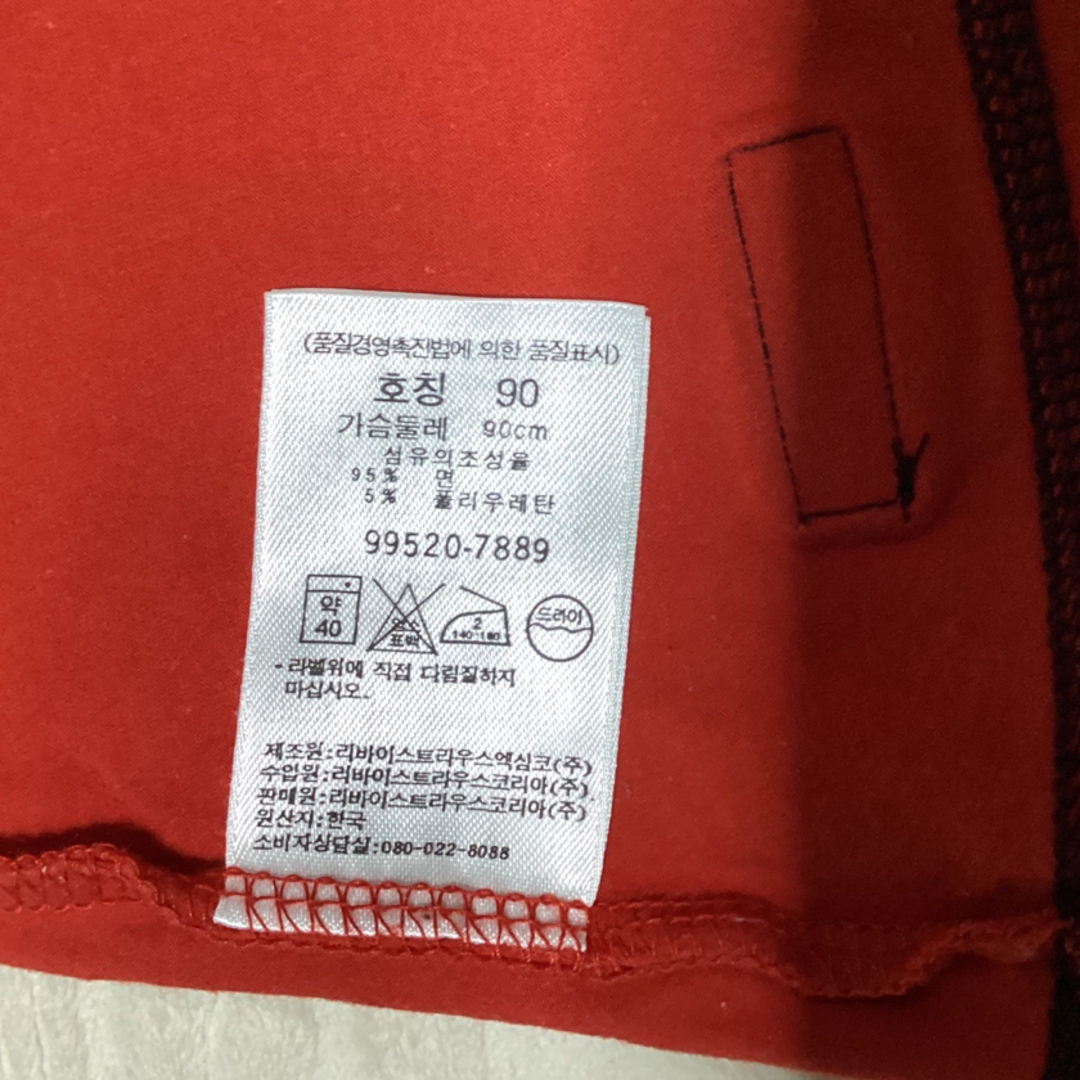 (품질경영촉진법에 의한 품질표시)
호칭 90
가슴둘레 90cm
섬유의조성율
95% 면
5% 폴리우레탄
99520-7889
약
40
염소
표백
2
140-160
드라이
- 라벨위에 직접 다림질하지
마십시오.
제조원:리바이스트라우스엑심코(주)
수입원:리바이스트라우스코리아(주)
판매원:리바이스트라우스코리아(주)
원산지:한국
소비자상담실:080-022-8088